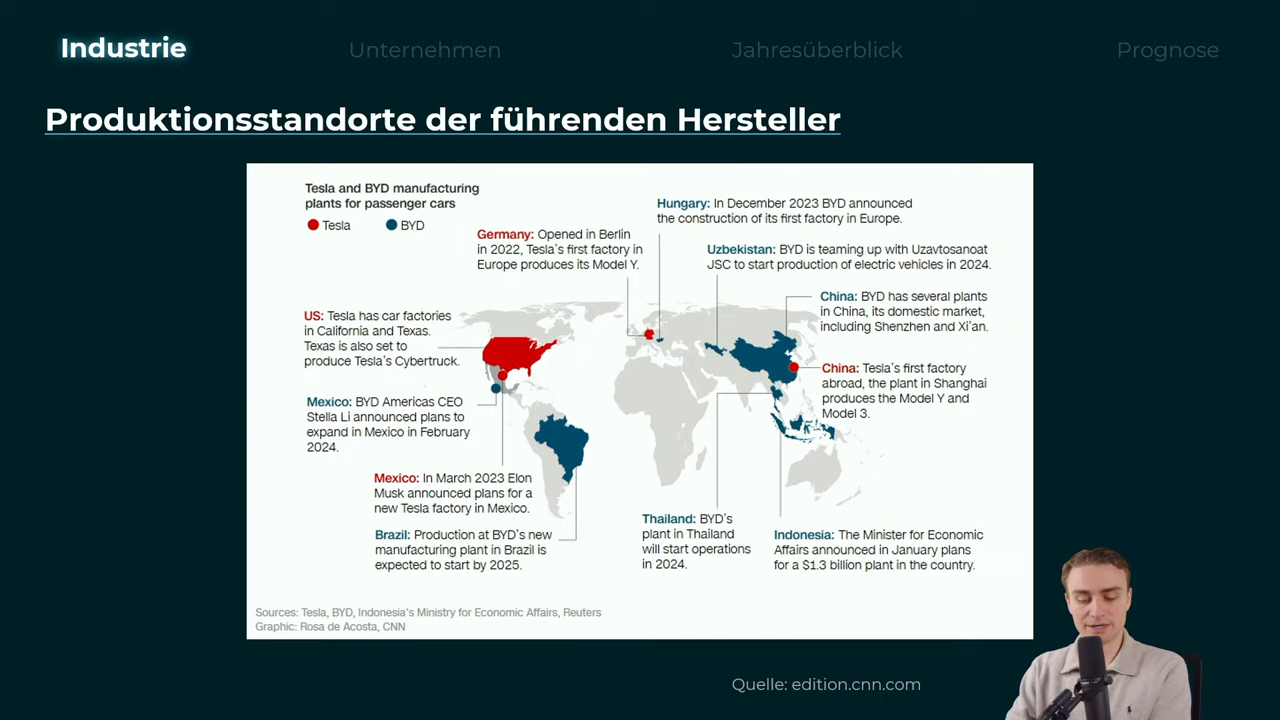 Industrie
Unternehmen
Jahresüberblick
Prognose
Produktionsstandorte der führenden Hersteller
Tesla and BYD manufacturing
plants for passenger cars
Tesla
BYD
Hungary: In December 2023 BYD announced
the construction of its first factory in Europe.
Germany: Opened in Berlin
in 2022, Tesla's first factory in
Europe produces its Model Y.
Uzbekistan: BYD is teaming up with Uzavtosanoat
JSC to start production of electric vehicles in 2024.
China: BYD has several plants
in China, its domestic market,
including Shenzhen and Xi'an.
US: Tesla has car factories
in California and Texas.
Texas is also set to
produce Tesla's Cybertruck.
China: Tesla's first factory
abroad, the plant in Shanghai
produces the Model Y and
Model 3.
Mexico: BYD Americas CEO
Stella Li announced plans to
expand in Mexico in February
2024.
Mexico: In March 2023 Elon
Musk announced plans for a
new Tesla factory in Mexico.
Brazil: Production at BYD's new
manufacturing plant in Brazil is
expected to start by 2025.
Thailand: BYD's
plant in Thailand
will start operations
in 2024.
Indonesia: The Minister for Economic
Affairs announced in January plans
for a $1.3 billion plant in the country.
Sources: Tesla, BYD, Indonesia's Ministry for Economic Affairs, Reuters
Graphic: Rosa de Acosta, CNN
Quelle: edition.cnn.com